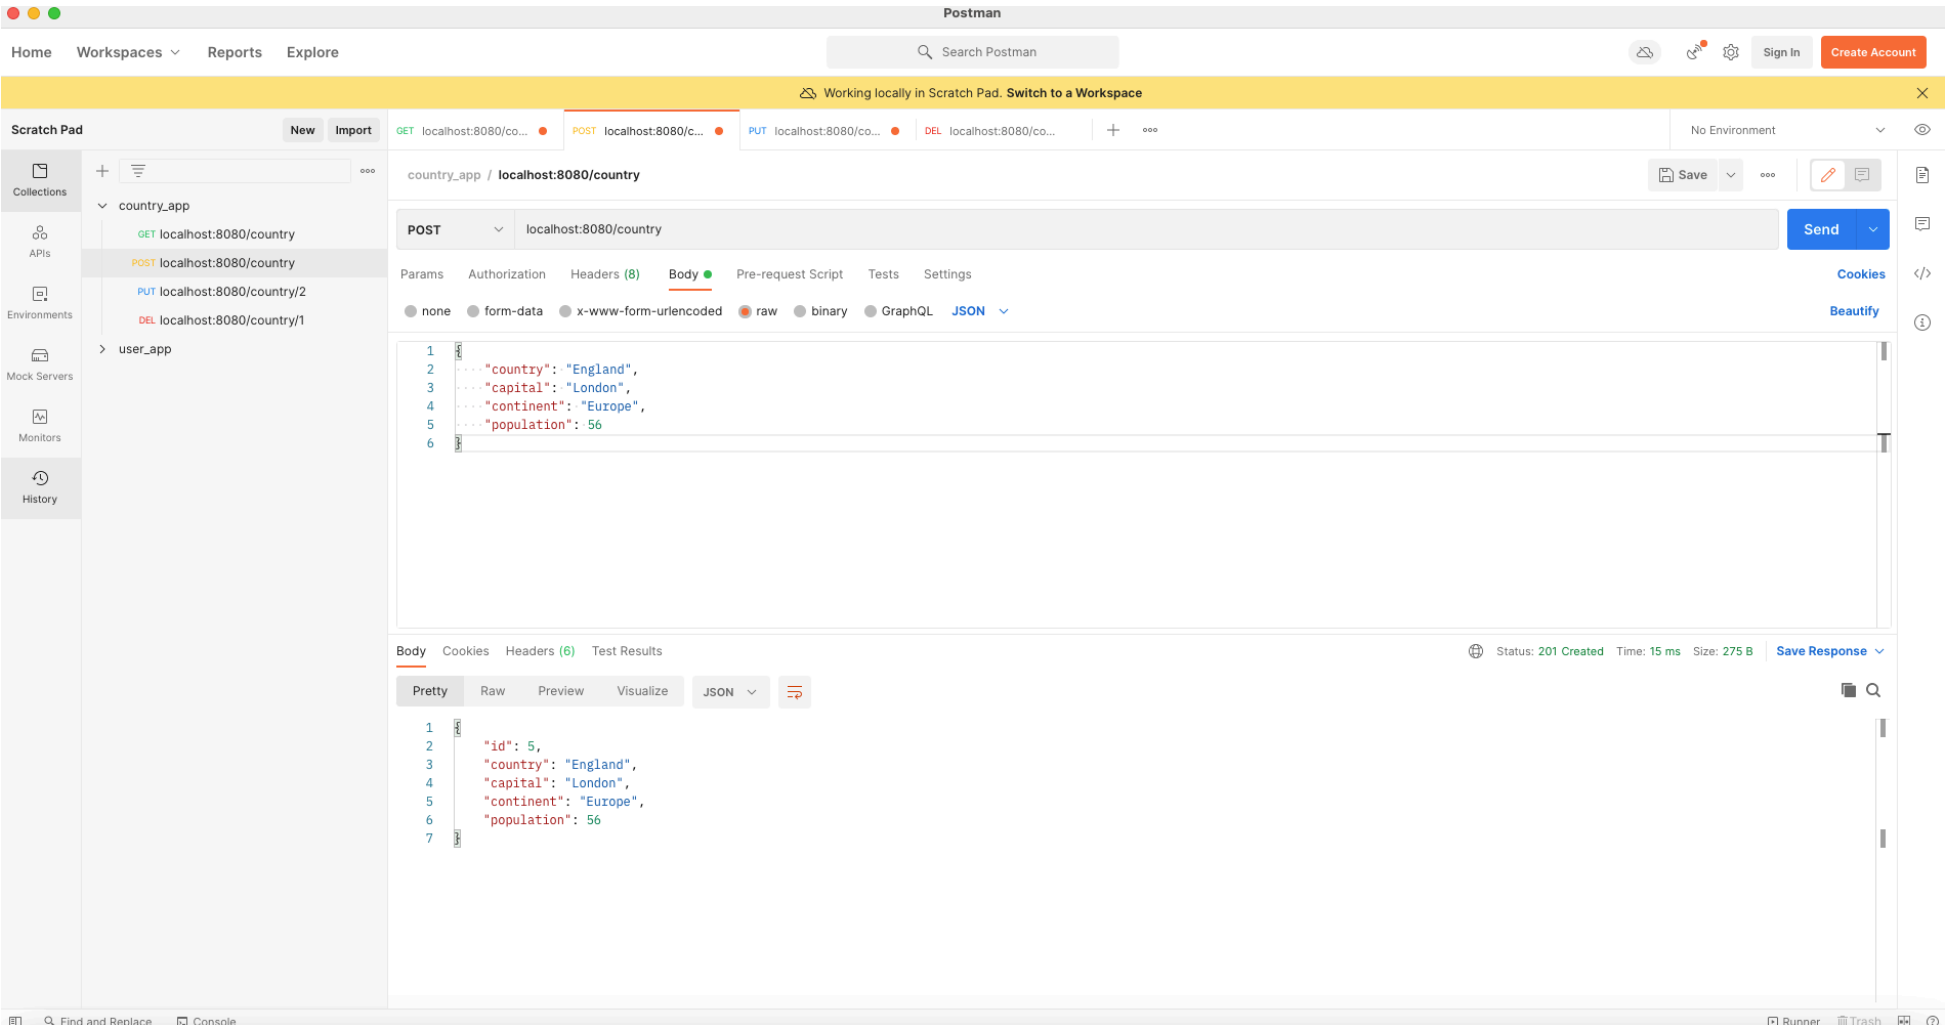 Postman
Home Workspaces Reports Explore
Search Postman
Sign In Create Account
Working locally in Scratch Pad. Switch to a Workspace
Scratch Pad New Import
GET localhost:8080/co...
POST localhost:8080/c...
PUT localhost:8080/co...
DEL localhost:8080/co...
No Environment
Collections
APIs
Environments
Mock Servers
Monitors
History
country_app
GET localhost:8080/country
POST localhost:8080/country
PUT localhost:8080/country/2
DEL localhost:8080/country/1
user_app
country_app / localhost:8080/country
Save
POST localhost:8080/country
Send
Params Authorization Headers (8) Body Pre-request Script Tests Settings Cookies
none form-data x-www-form-urlencoded raw binary GraphQL JSON Beautify
1 {
2 "country": "England",
3 "capital": "London",
4 "continent": "Europe",
5 "population": 56
6 }
Body Cookies Headers (6) Test Results
Status: 201 Created Time: 15 ms Size: 275 B Save Response
Pretty Raw Preview Visualize JSON
1 {
2 "id": 5,
3 "country": "England",
4 "capital": "London",
5 "continent": "Europe",
6 "population": 56
7 }
Find and Replace Console
Runner Trash